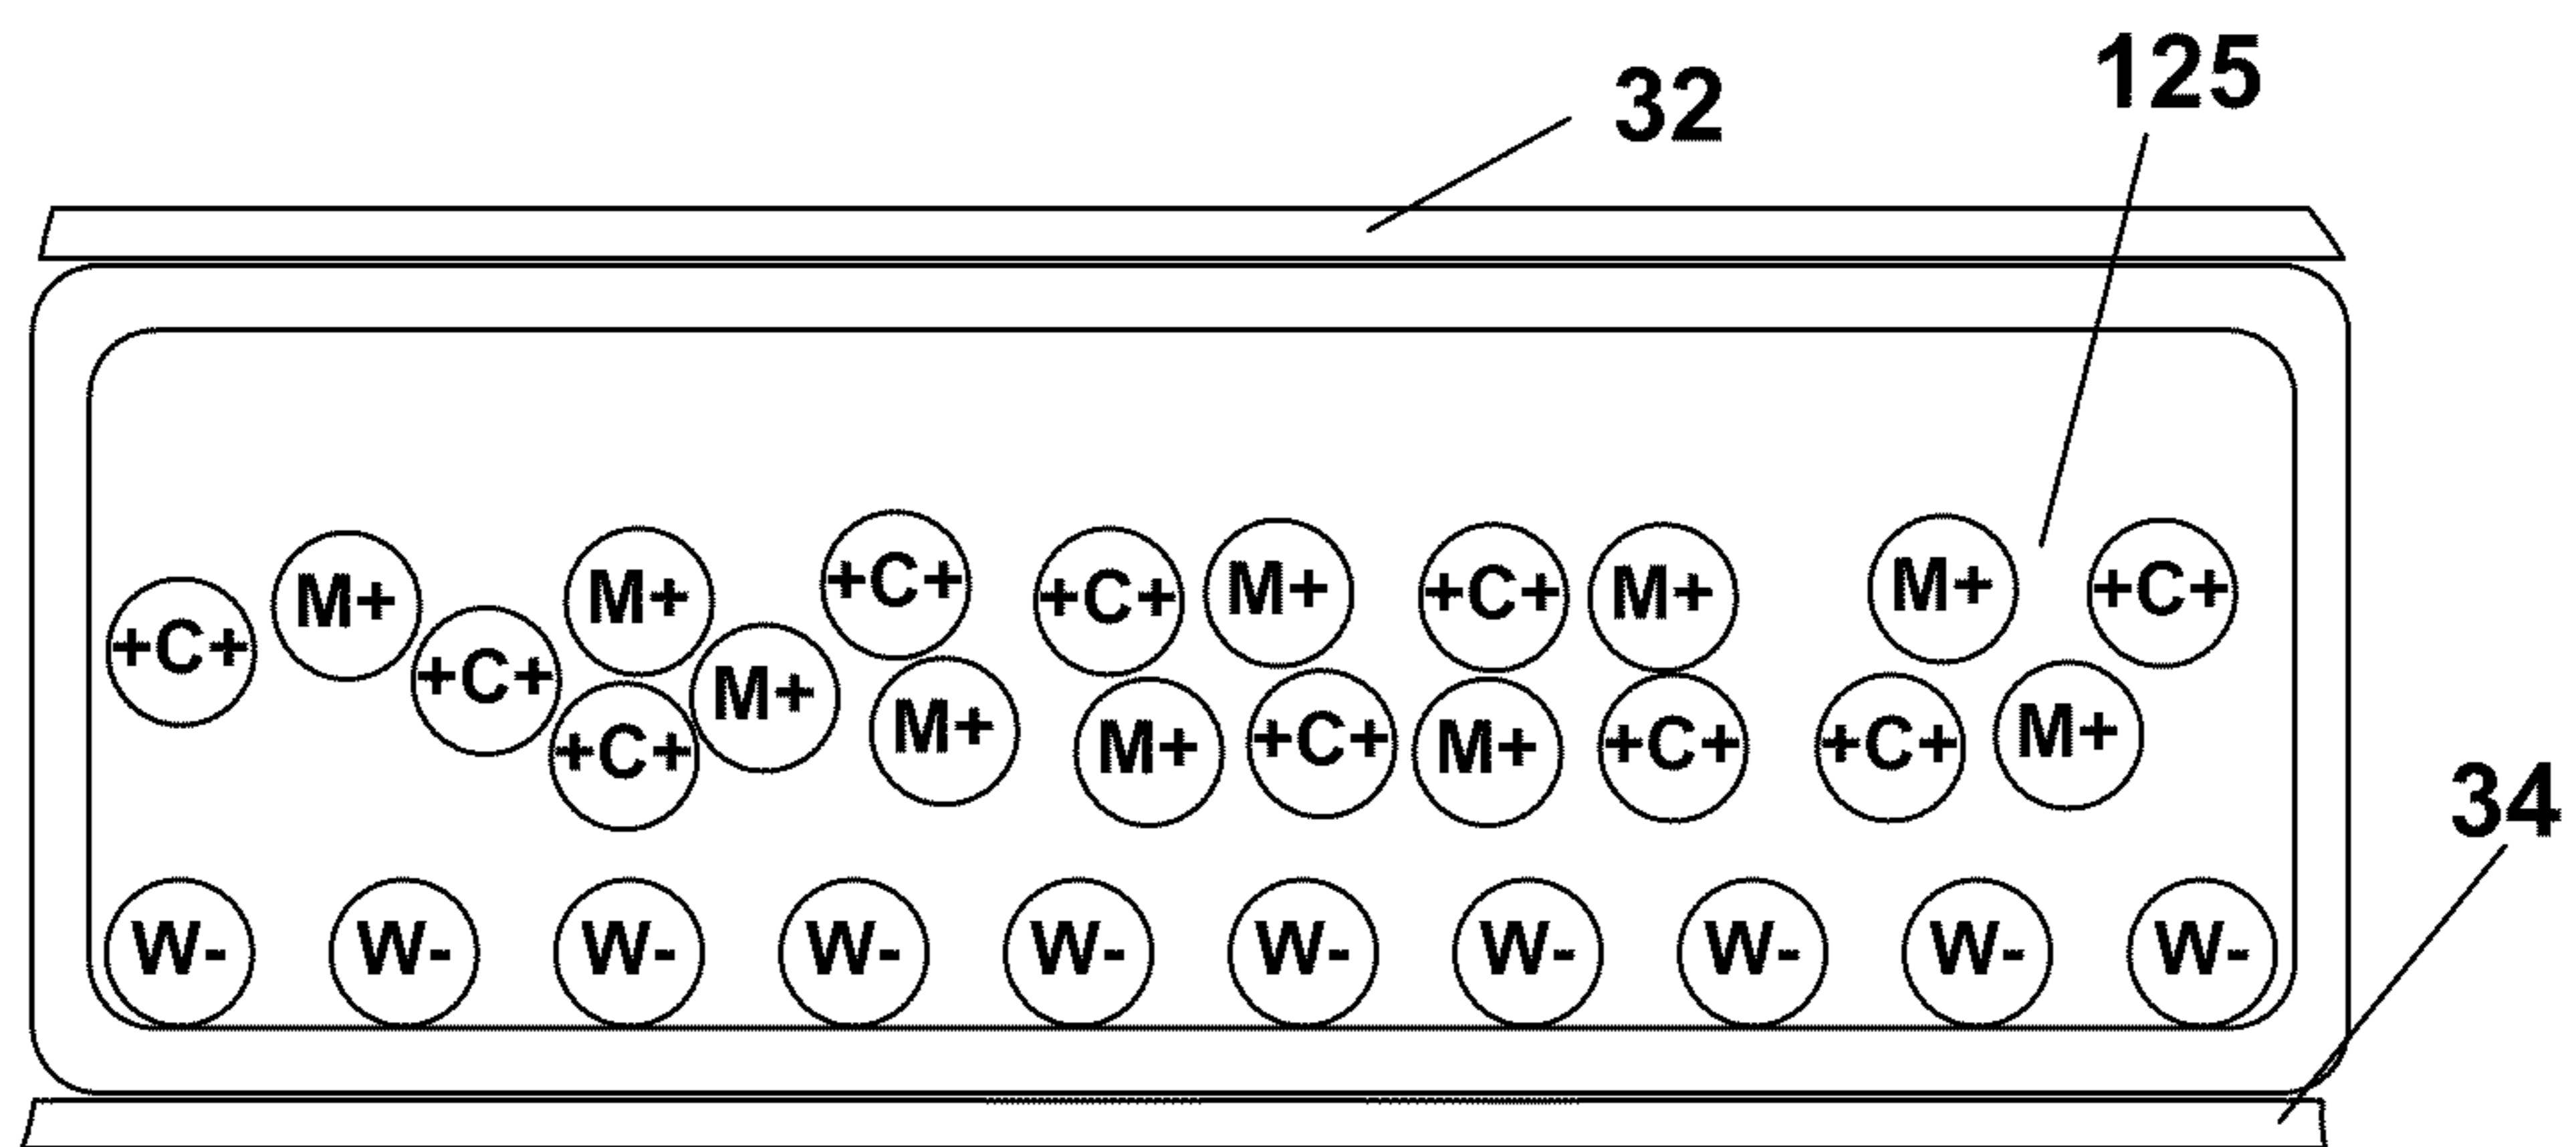 125
32
+C+ M+ +C+ M+ +C+ +C+ M+ +C+ M+ M+ +C+
+C+ M+ M+ M+ +C+ M+ +C+ +C+ M+
34
W- W- W- W- W- W- W- W- W- W-